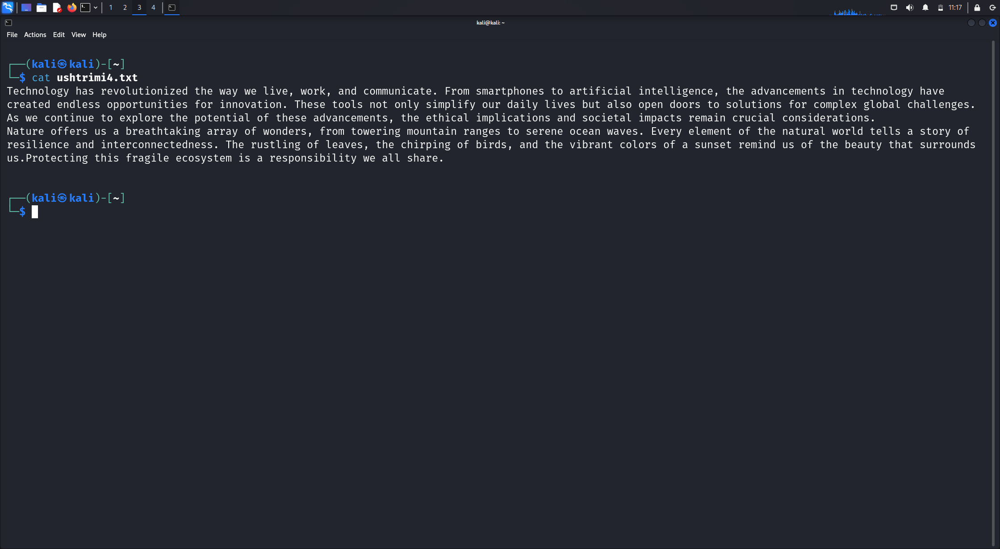 1 2 3 4 11:17
kali@kali: ~
File Actions Edit View Help
┌──(kali㉿kali)-[~]
└─$ cat ushtrimi4.txt
Technology has revolutionized the way we live, work, and communicate. From smartphones to artificial intelligence, the advancements in technology have
created endless opportunities for innovation. These tools not only simplify our daily lives but also open doors to solutions for complex global challenges.
As we continue to explore the potential of these advancements, the ethical implications and societal impacts remain crucial considerations.
Nature offers us a breathtaking array of wonders, from towering mountain ranges to serene ocean waves. Every element of the natural world tells a story of
resilience and interconnectedness. The rustling of leaves, the chirping of birds, and the vibrant colors of a sunset remind us of the beauty that surrounds
us.Protecting this fragile ecosystem is a responsibility we all share.
┌──(kali㉿kali)-[~]
└─$